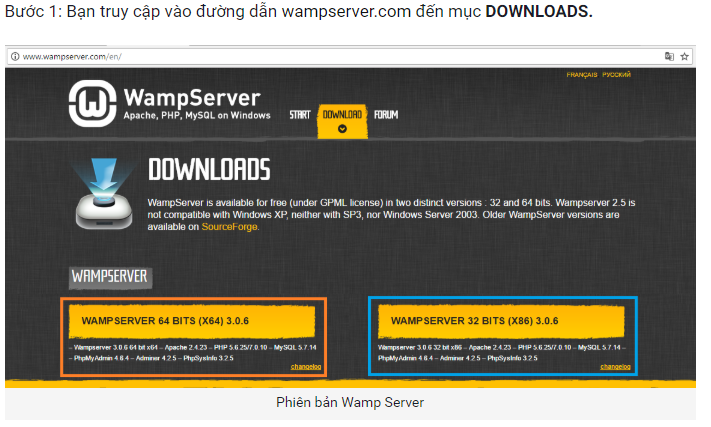 Bước 1: Bạn truy cập vào đường dẫn wampserver.com đến mục DOWNLOADS.
www.wampserver.com/en/
FRANÇAIS РУССКИЙ
WampServer
Apache, PHP, MySQL on Windows
START DOWNLOAD FORUM
DOWNLOADS
WampServer is available for free (under GPML license) in two distinct versions : 32 and 64 bits. Wampserver 2.5 is
not compatible with Windows XP, neither with SP3, nor Windows Server 2003. Older WampServer versions are
available on SourceForge.
WAMPSERVER
WAMPSERVER 64 BITS (X64) 3.0.6
– Wampserver 3.0.6 64 bit x64 – Apache 2.4.23 – PHP 5.6.25/7.0.10 – MySQL 5.7.14
– PhpMyAdmin 4.6.4 – Adminer 4.2.5 – PhpSysInfo 3.2.5
changelog
WAMPSERVER 32 BITS (X86) 3.0.6
Wampserver 3.0.6 32 bit x86 – Apache 2.4.23 – PHP 5.6.25/7.0.10 – MySQL 5.7.14 –
PhpMyAdmin 4.6.4 – Adminer 4.2.5 – PhpSysInfo 3.2.5
changelog
Phiên bản Wamp Server